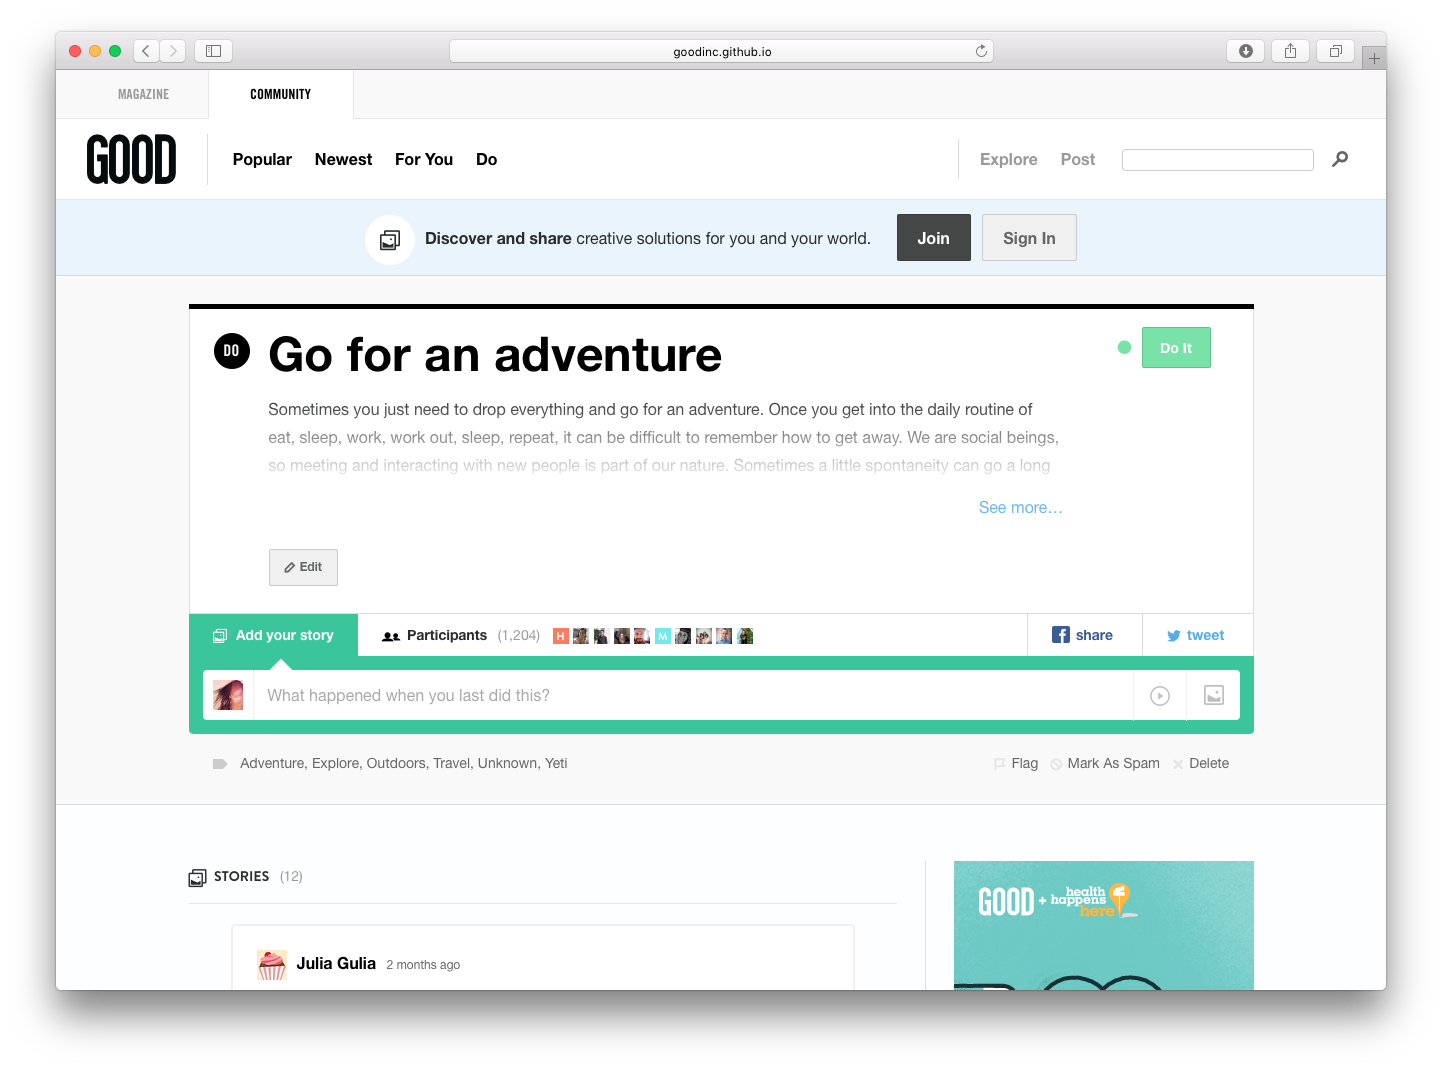 goodinc.github.io
MAGAZINE
COMMUNITY
GOOD
Popular Newest For You Do
Explore Post
Discover and share creative solutions for you and your world.
Join
Sign In
DO
Go for an adventure
Do It
Sometimes you just need to drop everything and go for an adventure. Once you get into the daily routine of
eat, sleep, work, work out, sleep, repeat, it can be difficult to remember how to get away. We are social beings,
so meeting and interacting with new people is part of our nature. Sometimes a little spontaneity can go a long
See more…
Edit
Add your story
Participants (1,204)
H
M
share
tweet
What happened when you last did this?
Adventure, Explore, Outdoors, Travel, Unknown, Yeti
Flag
Mark As Spam
Delete
STORIES (12)
Julia Gulia 2 months ago
GOOD + health
happens
here